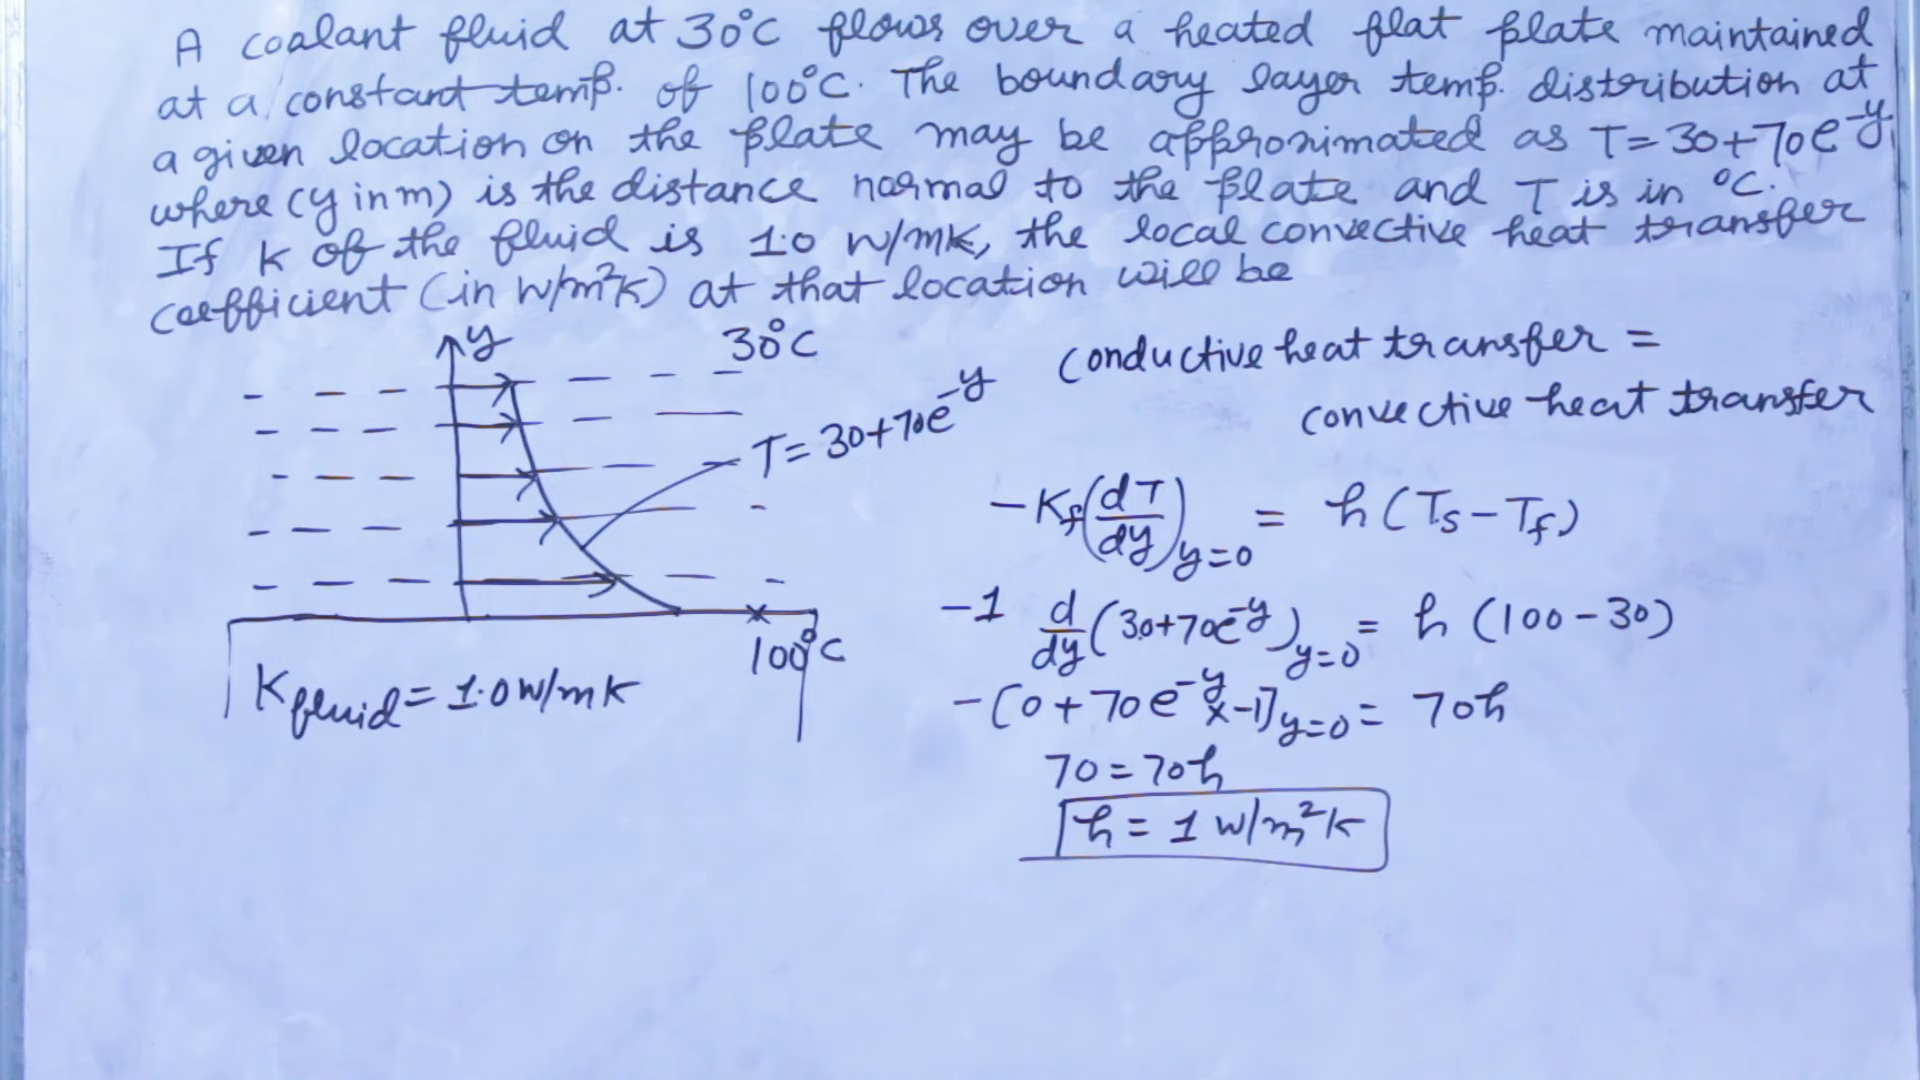 A coalant fluid at 30°C flows over a heated flat plate maintained
at a constant temp. of 100°C. The boundary layer temp. distribution at
a given location on the plate may be approximated as T=30+70e^-y,
where (y in m) is the distance normal to the plate and T is in °C.
If K of the fluid is 1.0 W/mK, the local convective heat transfer
coefficient (in W/m²K) at that location will be
y
30°C
T=30+70e^-y
100°C
K fluid = 1.0 W/mK
conductive heat transfer =
convective heat transfer
-Kf(dT/dy)y=0 = h(Ts-Tf)
-1 d/dy(30+70e^-y)y=0 = h(100-30)
-[0+70e^-y x-1]y=0 = 70h
70=70h
h = 1 W/m²K